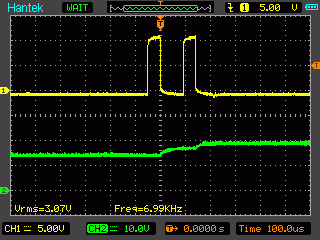 Hantek WAIT T 1 5.00 V
T
T
1
2
Vrms=3.07V Freq=6.99KHz
CH1 5.00V CH2 10.0V T 0.0000s Time 100.0us